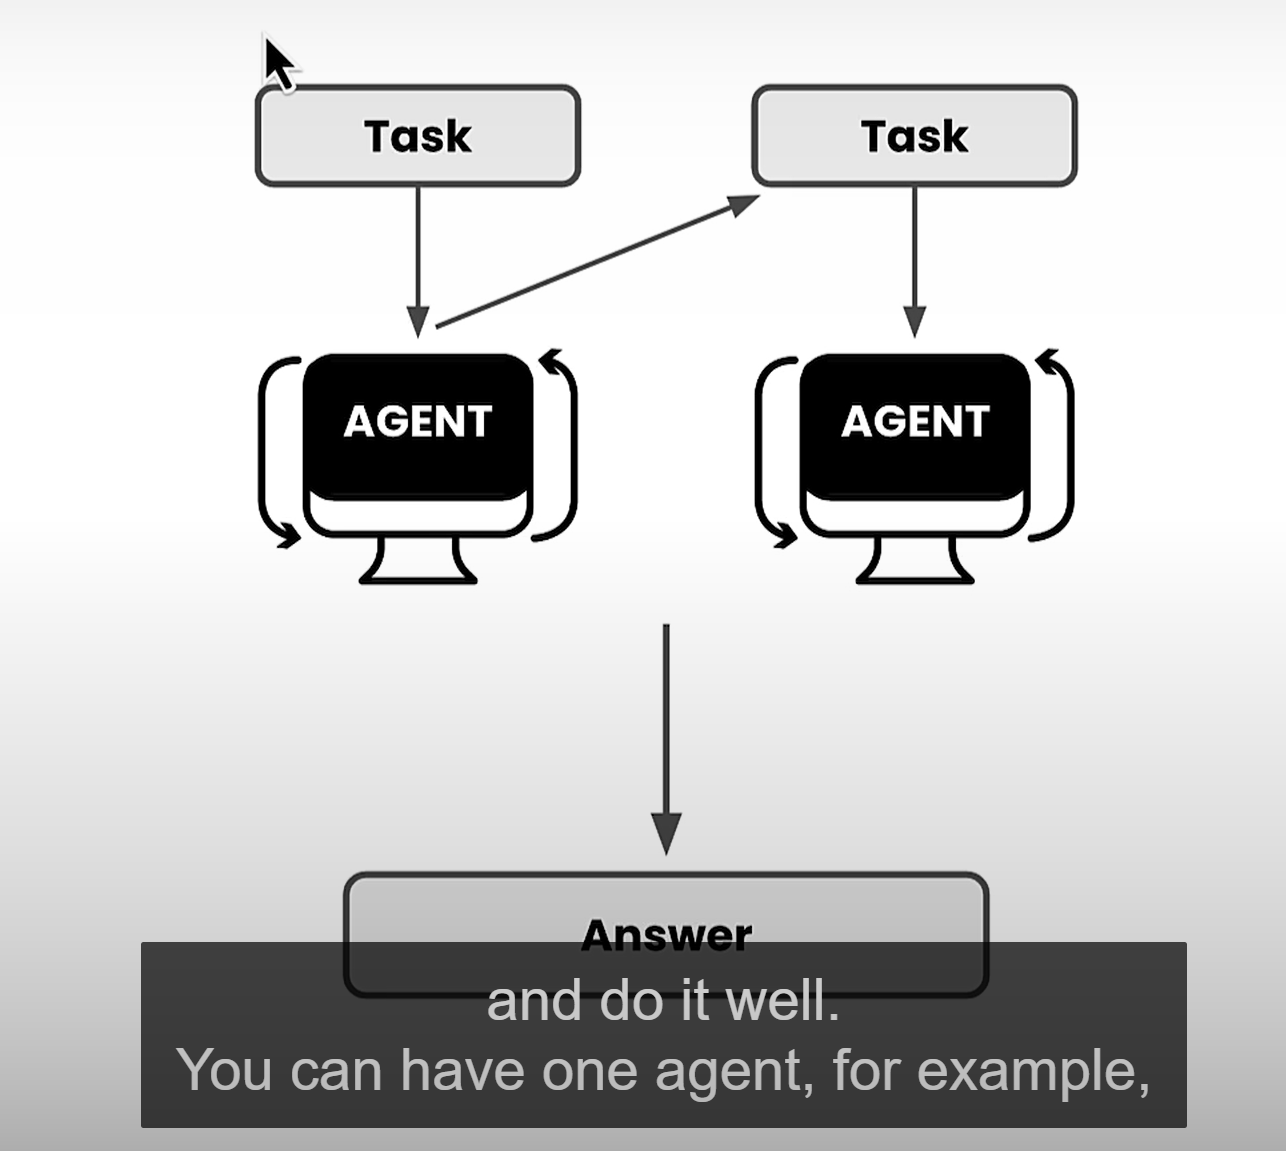 Task
Task
AGENT
AGENT
Answer
and do it well.
You can have one agent, for example,